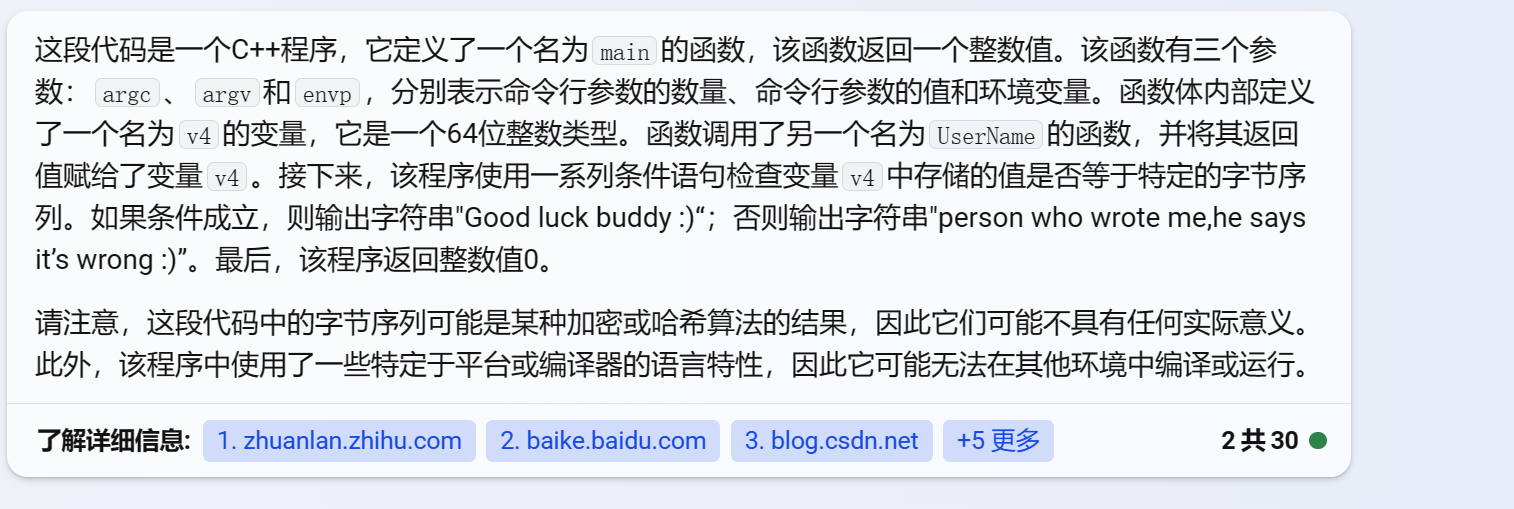 这段代码是一个C++程序，它定义了一个名为 main 的函数，该函数返回一个整数值。该函数有三个参
数： argc 、 argv 和 envp ，分别表示命令行参数的数量、命令行参数的值和环境变量。函数体内部定义
了一个名为 v4 的变量，它是一个64位整数类型。函数调用了另一个名为 UserName 的函数，并将其返回
值赋给了变量 v4 。接下来，该程序使用一系列条件语句检查变量 v4 中存储的值是否等于特定的字节序
列。如果条件成立，则输出字符串"Good luck buddy :)“；否则输出字符串"person who wrote me,he says
it’s wrong :)”。最后，该程序返回整数值0。
请注意，这段代码中的字节序列可能是某种加密或哈希算法的结果，因此它们可能不具有任何实际意义。
此外，该程序中使用了一些特定于平台或编译器的语言特性，因此它可能无法在其他环境中编译或运行。
了解详细信息: 1. zhuanlan.zhihu.com 2. baike.baidu.com 3. blog.csdn.net +5 更多 2 共 30